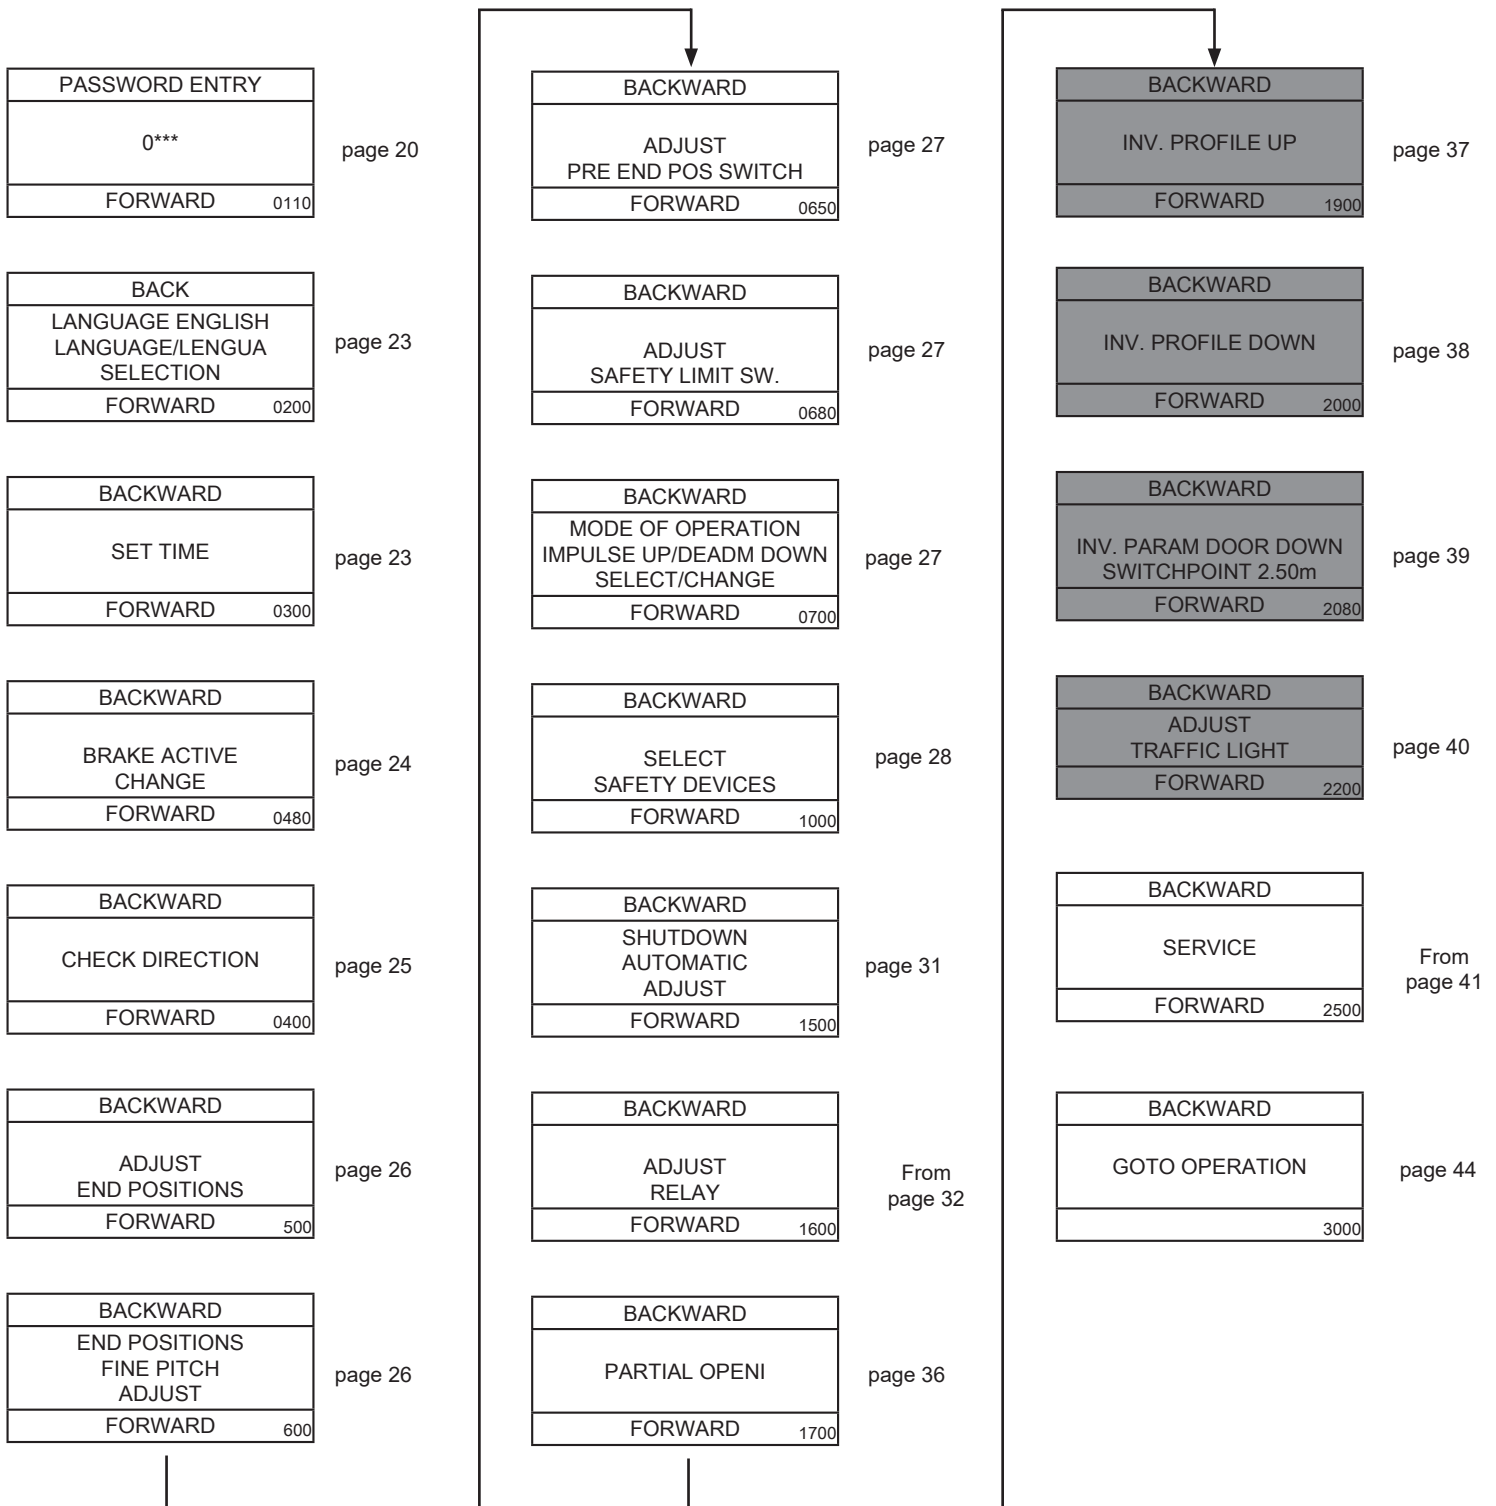 PASSWORD ENTRY
0***
page 20
FORWARD 0110
BACK
LANGUAGE ENGLISH
LANGUAGE/LENGUA
SELECTION
page 23
FORWARD 0200
BACKWARD
SET TIME
page 23
FORWARD 0300
BACKWARD
BRAKE ACTIVE
CHANGE
page 24
FORWARD 0480
BACKWARD
CHECK DIRECTION
page 25
FORWARD 0400
BACKWARD
ADJUST
END POSITIONS
page 26
FORWARD 500
BACKWARD
END POSITIONS
FINE PITCH
ADJUST
page 26
FORWARD 600
BACKWARD
ADJUST
PRE END POS SWITCH
page 27
FORWARD 0650
BACKWARD
ADJUST
SAFETY LIMIT SW.
page 27
FORWARD 0680
BACKWARD
MODE OF OPERATION
IMPULSE UP/DEADM DOWN
SELECT/CHANGE
page 27
FORWARD 0700
BACKWARD
SELECT
SAFETY DEVICES
page 28
FORWARD 1000
BACKWARD
SHUTDOWN
AUTOMATIC
ADJUST
page 31
FORWARD 1500
BACKWARD
ADJUST
RELAY
From
page 32
FORWARD 1600
BACKWARD
PARTIAL OPENI
page 36
FORWARD 1700
BACKWARD
INV. PROFILE UP
page 37
FORWARD 1900
BACKWARD
INV. PROFILE DOWN
page 38
FORWARD 2000
BACKWARD
INV. PARAM DOOR DOWN
SWITCHPOINT 2.50m
page 39
FORWARD 2080
BACKWARD
ADJUST
TRAFFIC LIGHT
page 40
FORWARD 2200
BACKWARD
SERVICE
From
page 41
FORWARD 2500
BACKWARD
GOTO OPERATION
page 44
3000